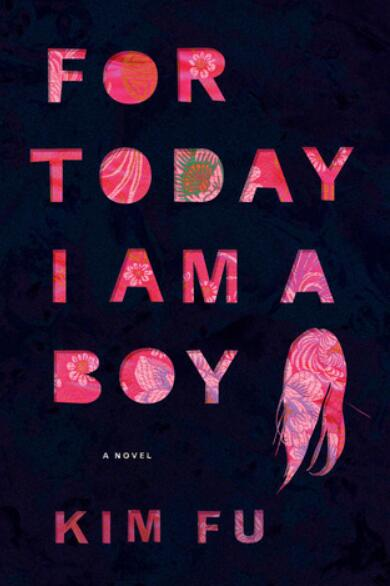 FOR
TODAY
I AM A
BOY
A NOVEL
KIM FU